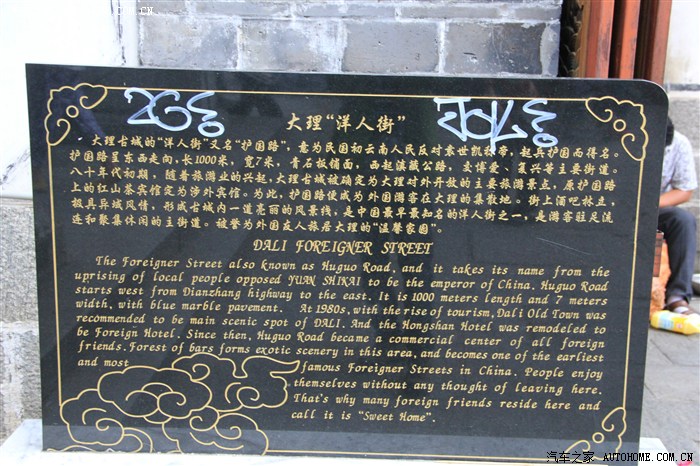 大理“洋人街”
大理古城的“洋人街”又名“护国路”，意为民国初云南人民反对袁世凯称帝，起兵护国而得名。
护国路呈东西走向，长1000米，宽7米，青石板铺面，西起滇藏公路，交博爱、复兴等主要街道。
八十年代初期，随着旅游业的兴起，大理古城被确定为大理对外开放的主要旅游景点，原护国路
上的红山茶宾馆定为涉外宾馆。为此，护国路便成为外国游客在大理的集散地。街上酒吧林立，
极具异域风情，形成古城内一道亮丽的风景线，是中国最早最知名的洋人街之一，是游客驻足流
连和聚集休闲的主街道。被誉为外国友人旅居大理的“温馨家园”。
DALI FOREIGNER STREET
The Foreigner Street also known as Huguo Road, and it takes its name from the
uprising of local people opposed YUAN SHIKAI to be the emperor of China. Huguo Road
starts west from Dianzhang highway to the east. It is 1000 meters length and 7 meters
width, with blue marble pavement. At 1980s, with the rise of tourism, Dali Old Town was
recommended to be main scenic spot of DALI. And the Hongshan Hotel was remodeled to
be Foreign Hotel. Since then, Huguo Road became a commercial center of all foreign
friends. Forest of bars forms exotic scenery in this area, and becomes one of the earliest
and most famous Foreigner Streets in China. People enjoy
themselves without any thought of leaving here.
That's why many foreign friends reside here and
call it is “Sweet Home”.
汽车之家 AUTOHOME.COM.CN